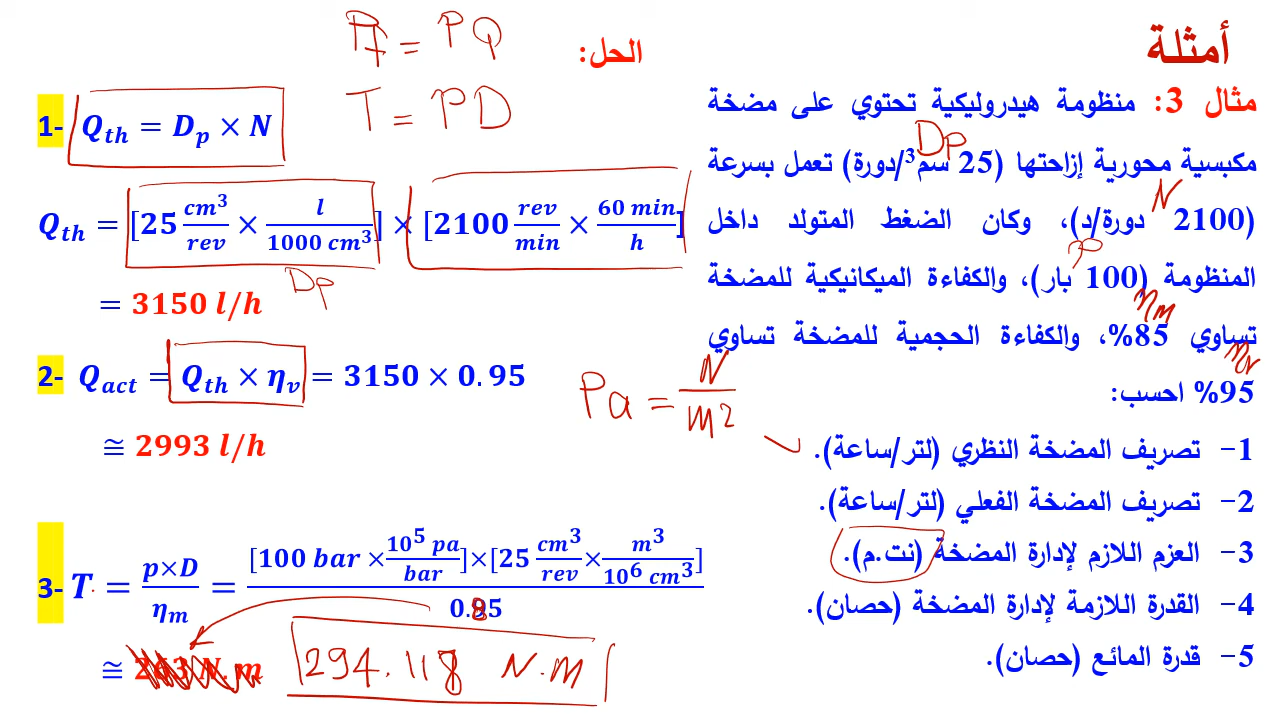 أمثلة
مثال 3: منظومة هيدروليكية تحتوي على مضخة
مكبسية محورية إزاحتها (25 سم³/دورة) تعمل بسرعة
(2100 دورة/د)، وكان الضغط المتولد داخل
المنظومة (100 بار)، والكفاءة الميكانيكية للمضخة
تساوي 85%، والكفاءة الحجمية للمضخة تساوي
95% احسب:
1- تصريف المضخة النظري (لتر/ساعة).
2- تصريف المضخة الفعلي (لتر/ساعة).
3- العزم اللازم لإدارة المضخة (نت.م).
4- القدرة اللازمة لإدارة المضخة (حصان).
5- قدرة المائع (حصان).
Dp
N
P
ηm
ηv
الحل:
= PQ
T = PD
1- Q_th = D_p × N
Q_th = [25 cm³/rev × l/1000 cm³] × [2100 rev/min × 60 min/h]
Dp
= 3150 l/h
2- Q_act = Q_th × η_v = 3150 × 0.95
≅ 2993 l/h
Pa = N/m²
3- T = p×D/η_m = [100 bar × 10⁵ pa/bar]×[25 cm³/rev × m³/10⁶ cm³]/0.85
≅ 263 N.m 294.118 N.m